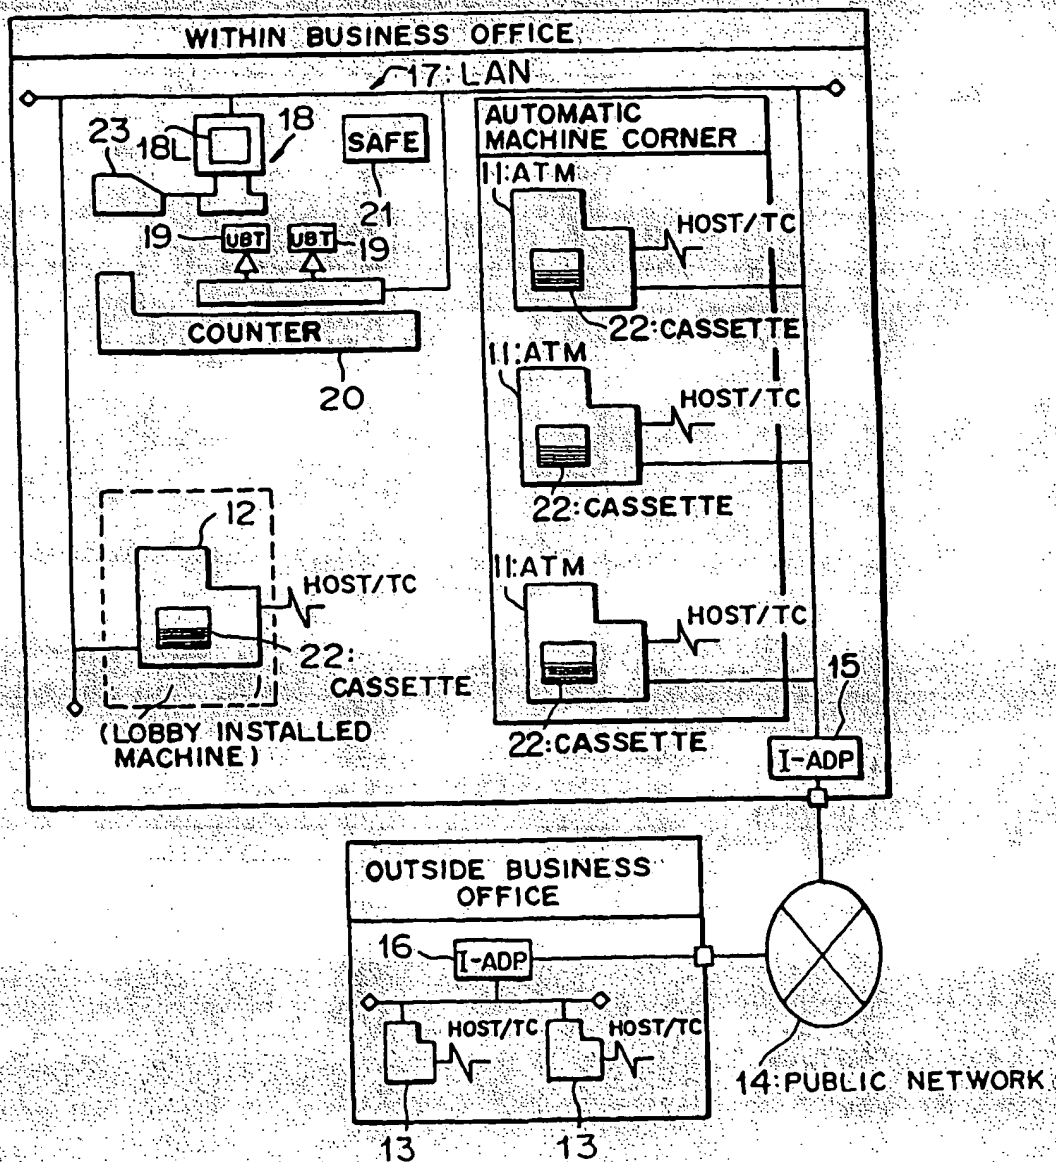 WITHIN BUSINESS OFFICE
17:LAN
23
18L
18
SAFE
21
19
UBT
UBT
19
COUNTER
20
AUTOMATIC
MACHINE CORNER
11:ATM
HOST/TC
22:CASSETTE
11:ATM
HOST/TC
22:CASSETTE
11:ATM
HOST/TC
22:CASSETTE
12
HOST/TC
22:
CASSETTE
(LOBBY INSTALLED
MACHINE)
15
I-ADP
OUTSIDE BUSINESS
OFFICE
16
I-ADP
HOST/TC
HOST/TC
13
13
14:PUBLIC NETWORK